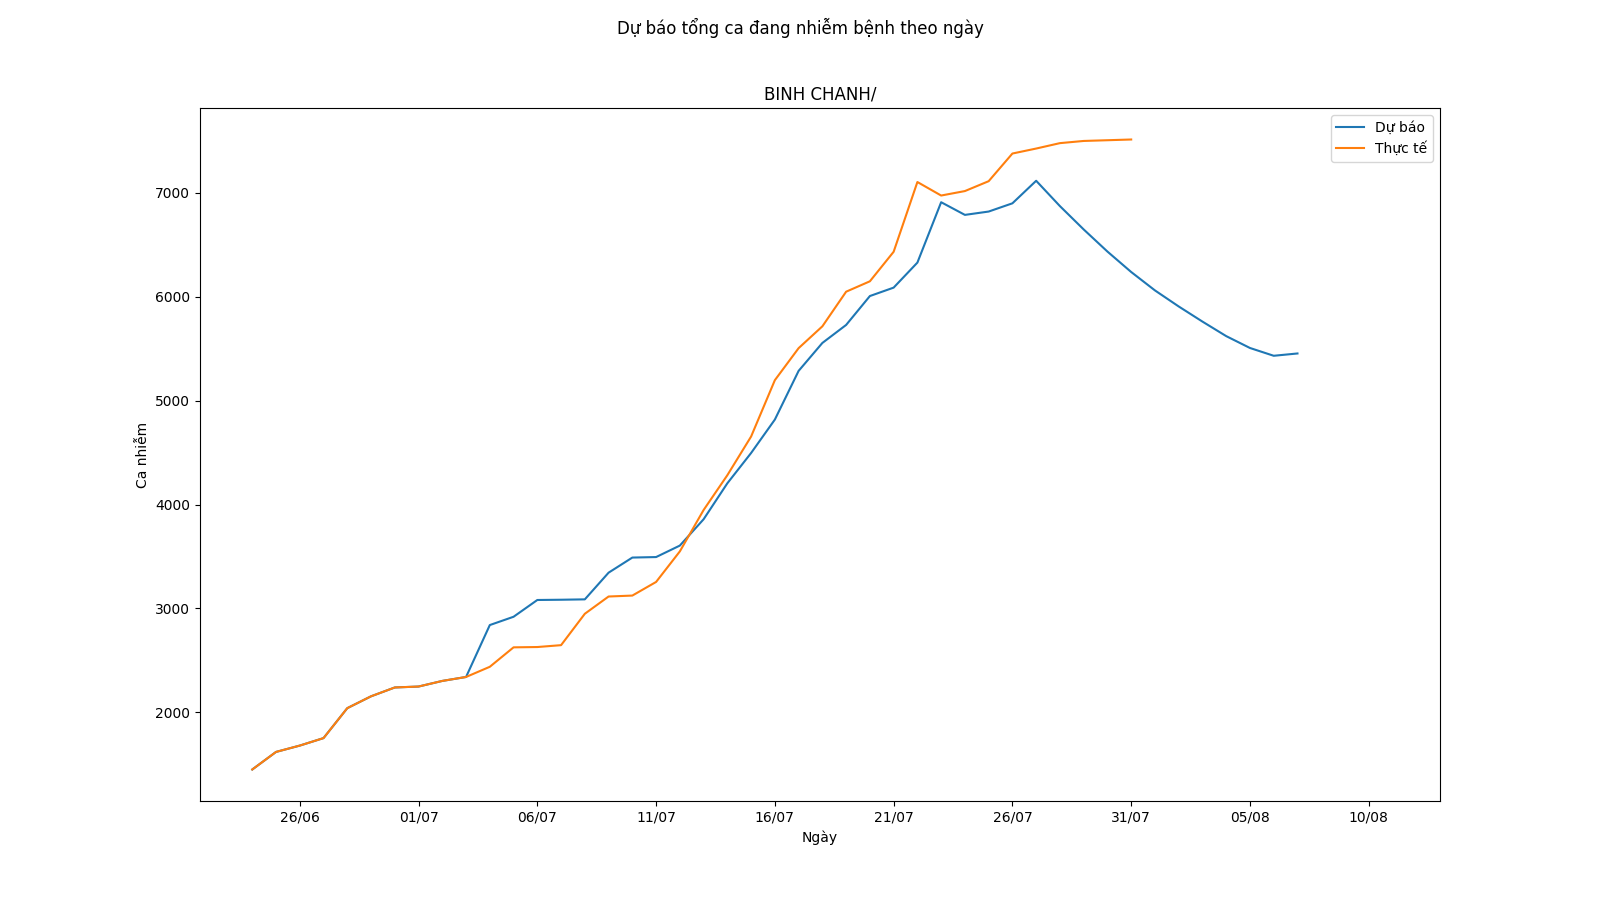 Dự báo tổng ca đang nhiễm bệnh theo ngày
BINH CHANH/
Dự báo
Thực tế
7000
6000
5000
4000
3000
2000
Ca nhiễm
26/06 01/07 06/07 11/07 16/07 21/07 26/07 31/07 05/08 10/08
Ngày